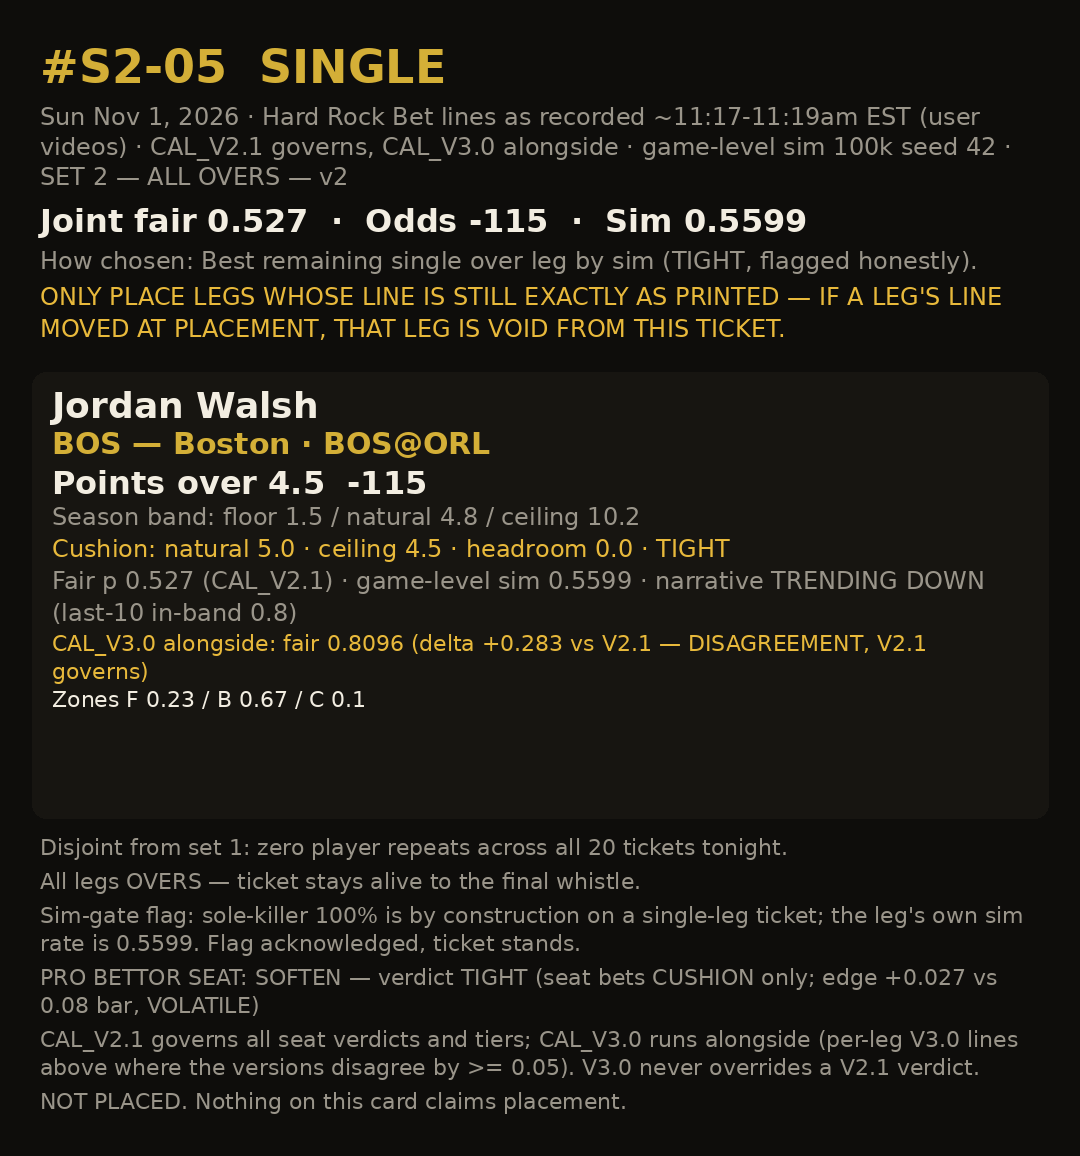 #S2-05  SINGLE
Sun Nov 1, 2026 · Hard Rock Bet lines as recorded ~11:17-11:19am EST (user
videos) · CAL_V2.1 governs, CAL_V3.0 alongside · game-level sim 100k seed 42 ·
SET 2 — ALL OVERS — v2
Joint fair 0.527  ·  Odds -115  ·  Sim 0.5599
How chosen: Best remaining single over leg by sim (TIGHT, flagged honestly).
ONLY PLACE LEGS WHOSE LINE IS STILL EXACTLY AS PRINTED — IF A LEG'S LINE
MOVED AT PLACEMENT, THAT LEG IS VOID FROM THIS TICKET.
Jordan Walsh
BOS — Boston · BOS@ORL
Points over 4.5  -115
Season band: floor 1.5 / natural 4.8 / ceiling 10.2
Cushion: natural 5.0 · ceiling 4.5 · headroom 0.0 · TIGHT
Fair p 0.527 (CAL_V2.1) · game-level sim 0.5599 · narrative TRENDING DOWN
(last-10 in-band 0.8)
CAL_V3.0 alongside: fair 0.8096 (delta +0.283 vs V2.1 — DISAGREEMENT, V2.1
governs)
Zones F 0.23 / B 0.67 / C 0.1
Disjoint from set 1: zero player repeats across all 20 tickets tonight.
All legs OVERS — ticket stays alive to the final whistle.
Sim-gate flag: sole-killer 100% is by construction on a single-leg ticket; the leg's own sim
rate is 0.5599. Flag acknowledged, ticket stands.
PRO BETTOR SEAT: SOFTEN — verdict TIGHT (seat bets CUSHION only; edge +0.027 vs
0.08 bar, VOLATILE)
CAL_V2.1 governs all seat verdicts and tiers; CAL_V3.0 runs alongside (per-leg V3.0 lines
above where the versions disagree by >= 0.05). V3.0 never overrides a V2.1 verdict.
NOT PLACED. Nothing on this card claims placement.